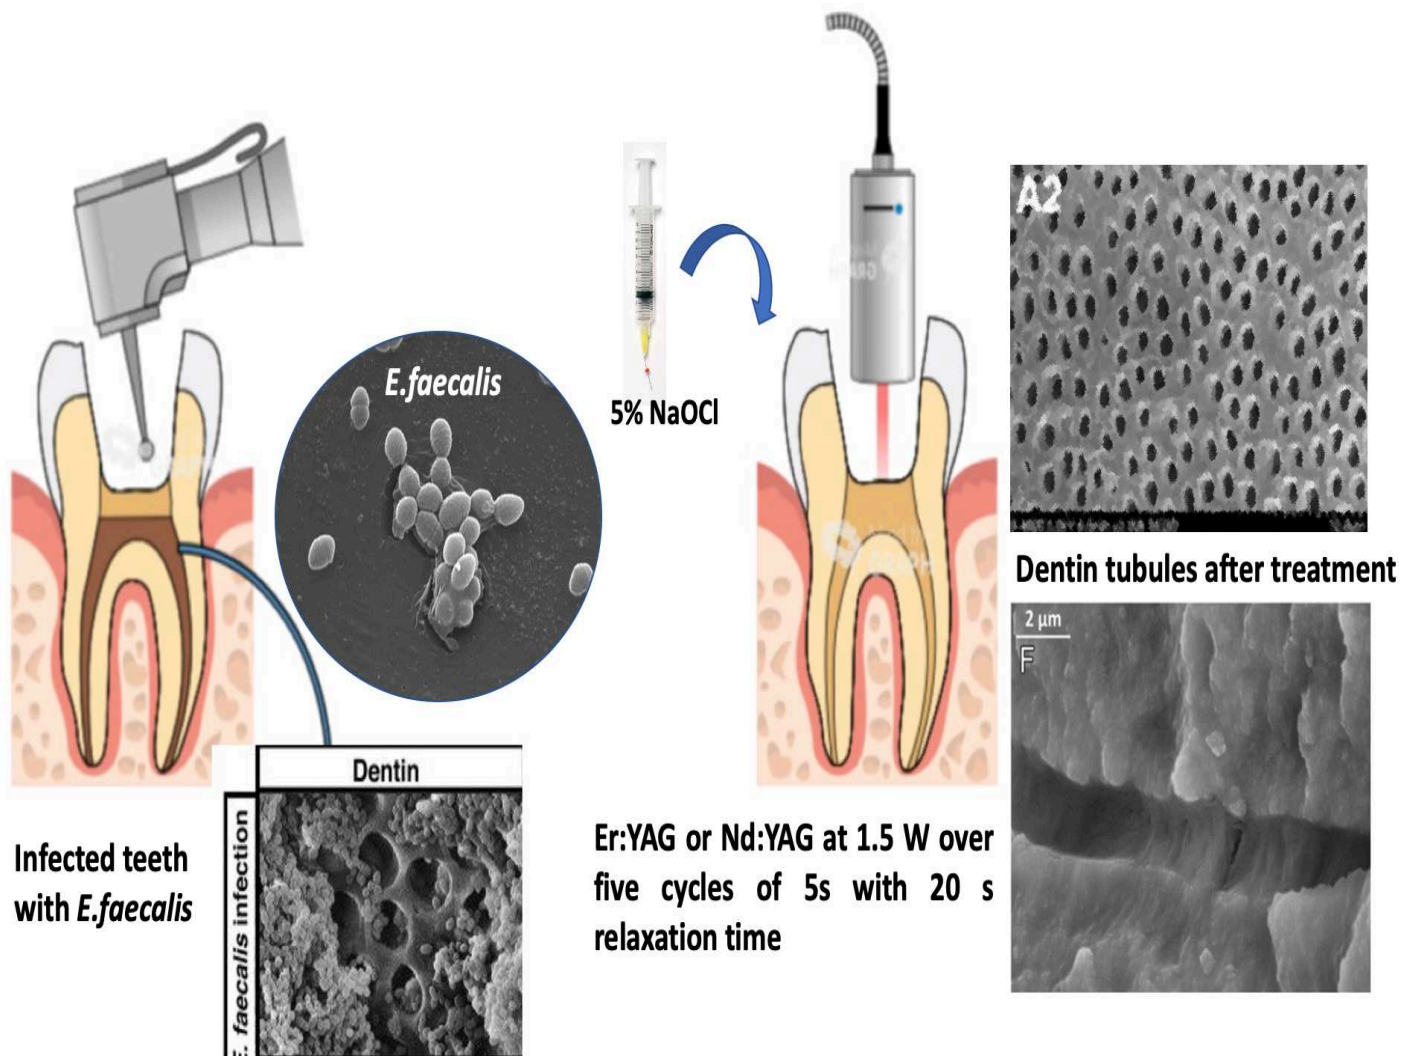 E.faecalis
5% NaOCl
A2
Dentin tubules after treatment
2 µm
F
Dentin
E. faecalis infection
Infected teeth
with E.faecalis
Er:YAG or Nd:YAG at 1.5 W over
five cycles of 5s with 20 s
relaxation time